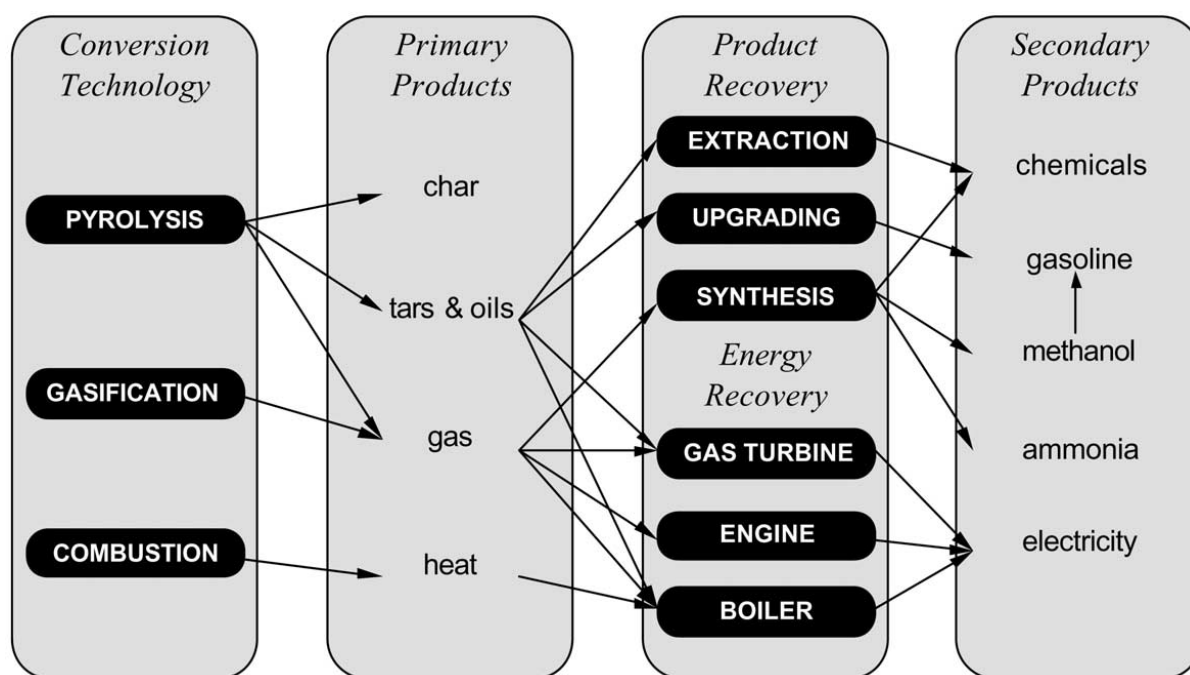 Conversion
Technology
PYROLYSIS
GASIFICATION
COMBUSTION
Primary
Products
char
tars & oils
gas
heat
Product
Recovery
EXTRACTION
UPGRADING
SYNTHESIS
Energy
Recovery
GAS TURBINE
ENGINE
BOILER
Secondary
Products
chemicals
gasoline
methanol
ammonia
electricity